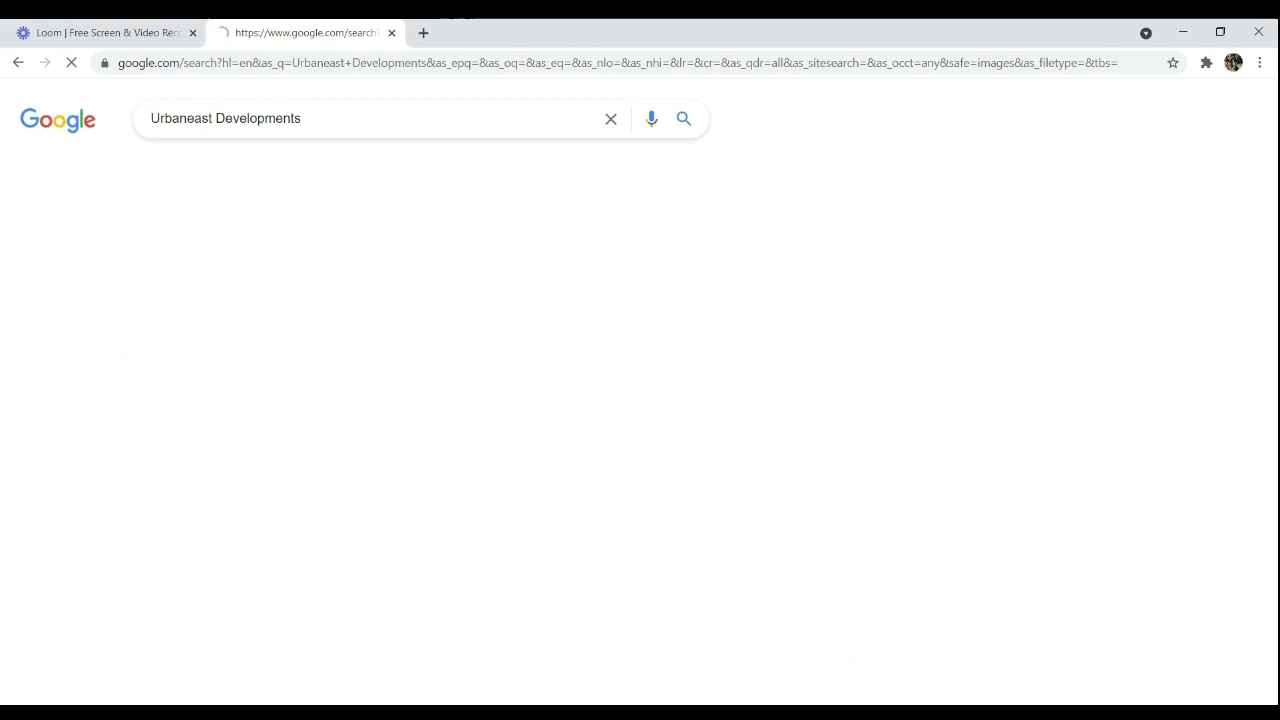 Loom | Free Screen & Video Rec
https://www.google.com/search?
google.com/search?hl=en&as_q=Urbaneast+Developments&as_epq=&as_oq=&as_eq=&as_nlo=&as_nhi=&lr=&cr=&as_qdr=all&as_sitesearch=&as_occt=any&safe=images&as_filetype=&tbs=
Google
Urbaneast Developments